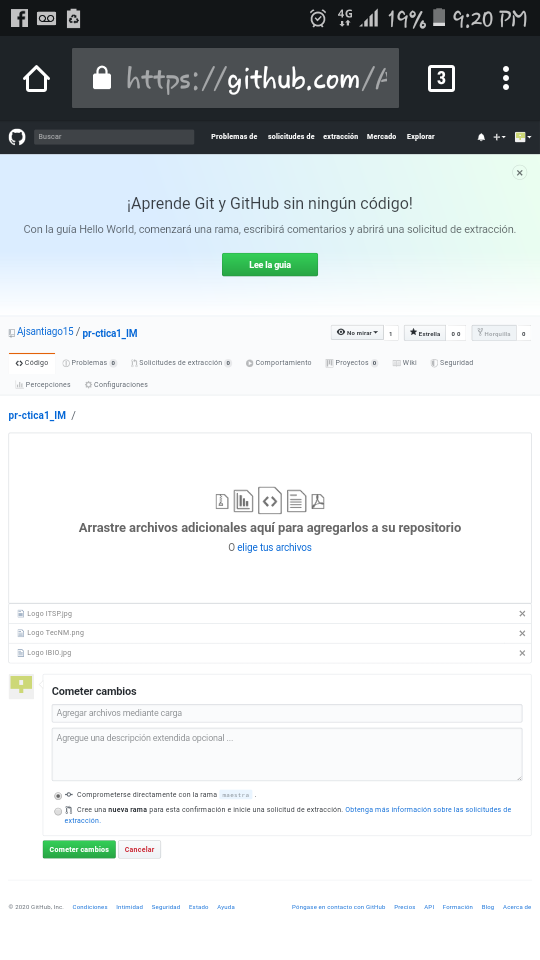 4G 19% 9:20 PM
https://github.com/A
3
Buscar Problemas de solicitudes de extracción Mercado Explorar
¡Aprende Git y GitHub sin ningún código!
Con la guía Hello World, comenzará una rama, escribirá comentarios y abrirá una solicitud de extracción.
Lee la guia
Ajsantiago15 / pr-ctica1_IM No mirar 1 Estrella 0 0 Horquilla 0
Código Problemas 0 Solicitudes de extracción 0 Comportamiento Proyectos 0 Wiki Seguridad
Percepciones Configuraciones
pr-ctica1_IM /
Arrastre archivos adicionales aquí para agregarlos a su repositorio
O elige tus archivos
Logo ITSP.jpg
Logo TecNM.png
Logo IBIO.jpg
Cometer cambios
Agregar archivos mediante carga
Agregue una descripción extendida opcional ...
Comprometerse directamente con la rama maestra .
Cree una nueva rama para esta confirmación e inicie una solicitud de extracción. Obtenga más información sobre las solicitudes de
extracción.
Cometer cambios Cancelar
© 2020 GitHub, Inc. Condiciones Intimidad Seguridad Estado Ayuda Póngase en contacto con GitHub Precios API Formación Blog Acerca de